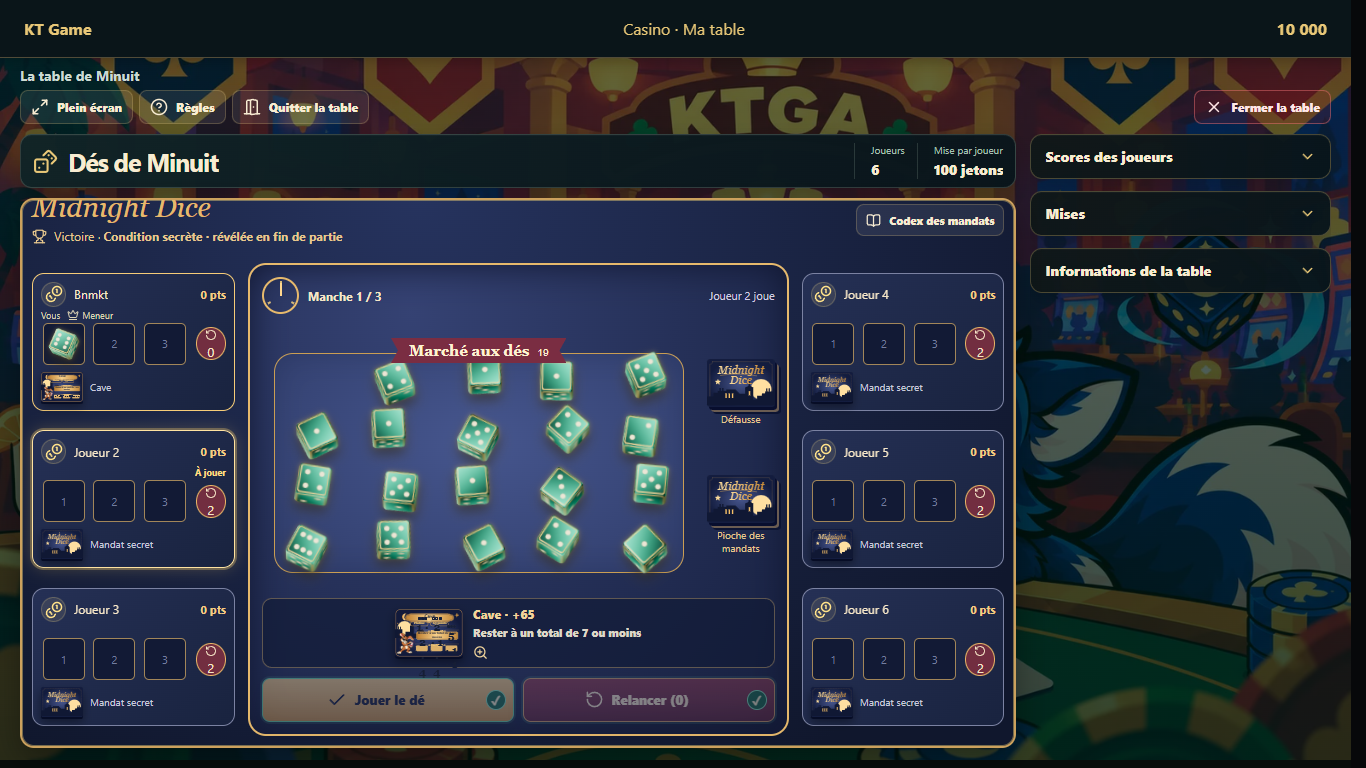 KT Game
Casino · Ma table
10 000
La table de Minuit
Plein écran
Règles
Quitter la table
Fermer la table
KTGA
Dés de Minuit
Joueurs
6
Mise par joueur
100 jetons
Scores des joueurs
Mises
Informations de la table
Midnight Dice
Victoire · Condition secrète - révélée en fin de partie
Codex des mandats
Bnmkt
0 pts
Vous
Meneur
2
3
0
Cave
Joueur 2
0 pts
À jouer
1
2
3
2
Mandat secret
Joueur 3
0 pts
1
2
3
2
Mandat secret
Manche 1 / 3
Joueur 2 joue
Marché aux dés 19
Midnight
Dice
Défausse
Midnight
Dice
Pioche des
mandats
Cave · +65
Rester à un total de 7 ou moins
Jouer le dé
Relancer (0)
Joueur 4
0 pts
1
2
3
2
Mandat secret
Joueur 5
0 pts
1
2
3
2
Mandat secret
Joueur 6
0 pts
1
2
3
2
Mandat secret